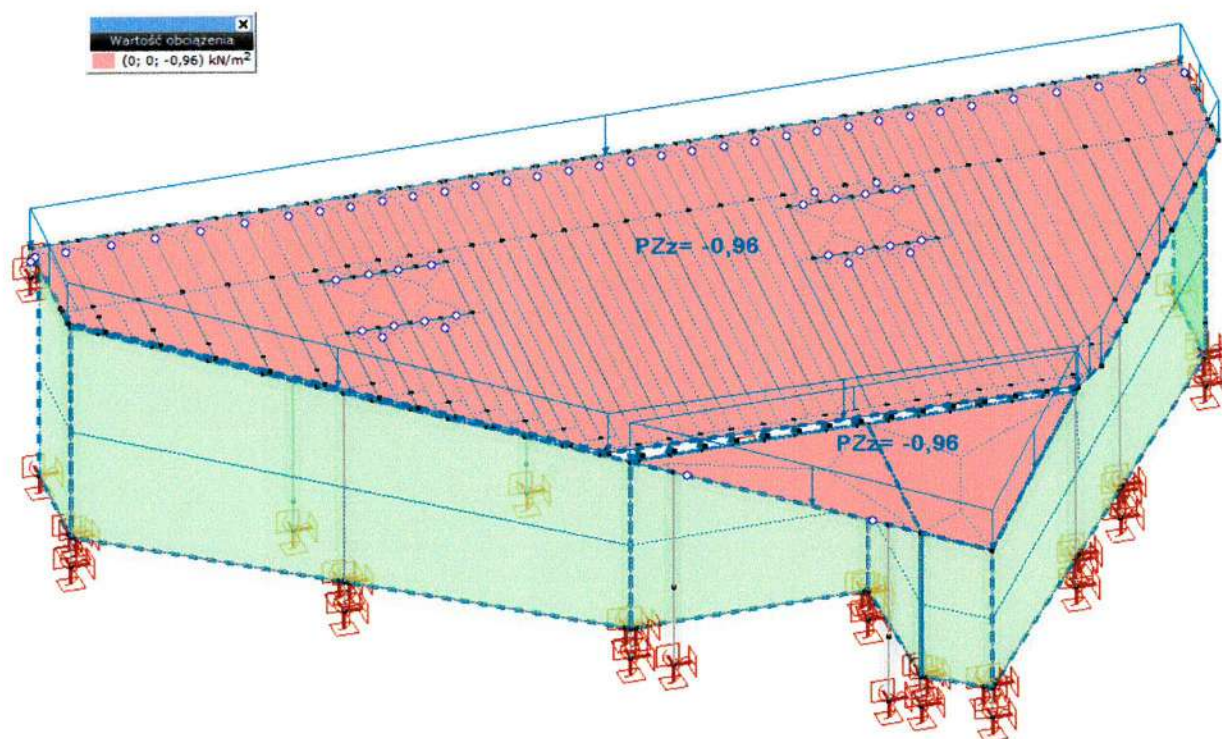 Wartość obciążenia
(0; 0; -0,96) kN/m²
PZz= -0,96
PZz= -0,96